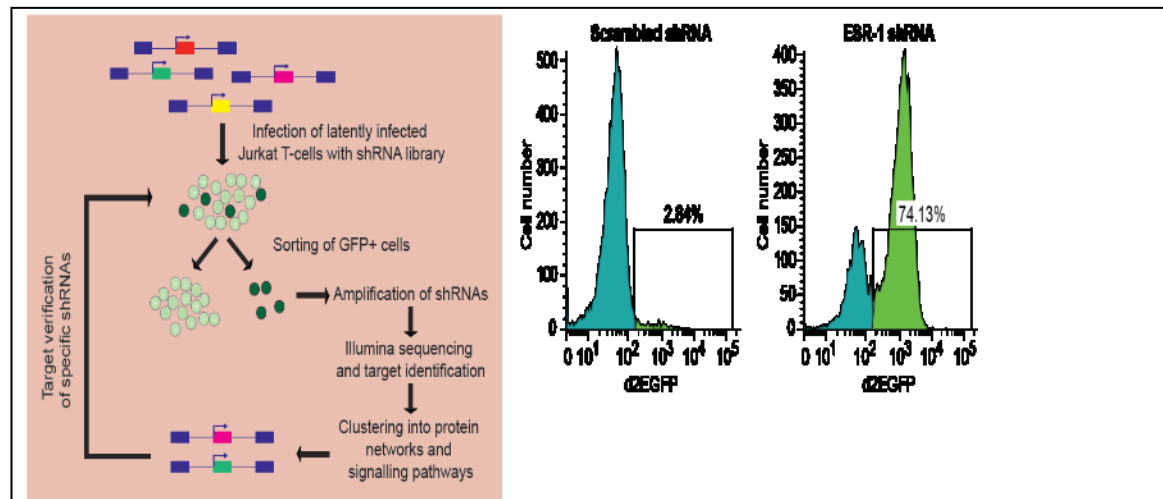 Infection of latently infected
Jurkat T-cells with shRNA library
Sorting of GFP+ cells
Amplification of shRNAs
Illumina sequencing
and target identification
Clustering into protein
networks and
signalling pathways
Target verification
of specific shRNAs
Scrambled shRNA
Cell number
500
400
300
200
100
0
2.84%
0 10¹ 10² 10³ 10⁴ 10⁵
d2EGFP
ESR-1 shRNA
Cell number
400
350
300
250
200
150
100
50
0
74.13%
0 10¹ 10² 10³ 10⁴ 10⁵
d2EGFP